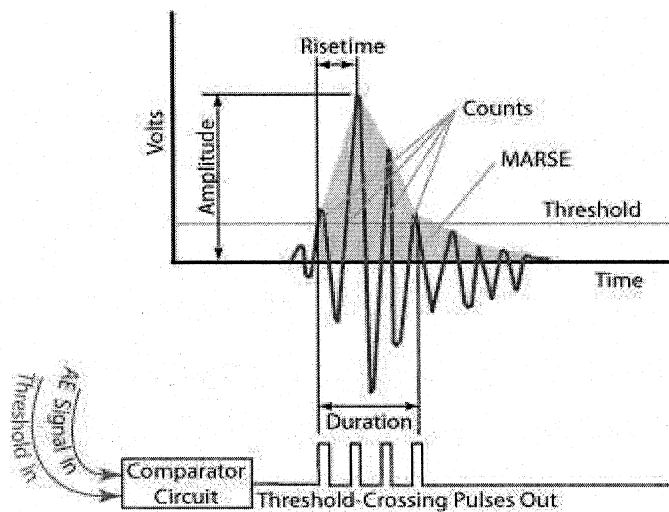 Risetime
Volts
Amplitude
Counts
MARSE
Threshold
Time
Duration
AE Signal In
Threshold In
Comparator
Circuit
Threshold-Crossing Pulses Out